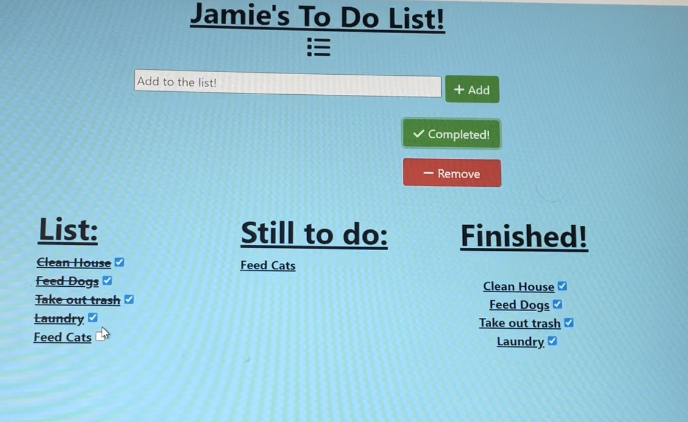 Jamie's To Do List!
Add to the list!
+ Add
✓ Completed!
− Remove
List:
Clean House
Feed Dogs
Take out trash
Laundry
Feed Cats
Still to do:
Feed Cats
Finished!
Clean House
Feed Dogs
Take out trash
Laundry